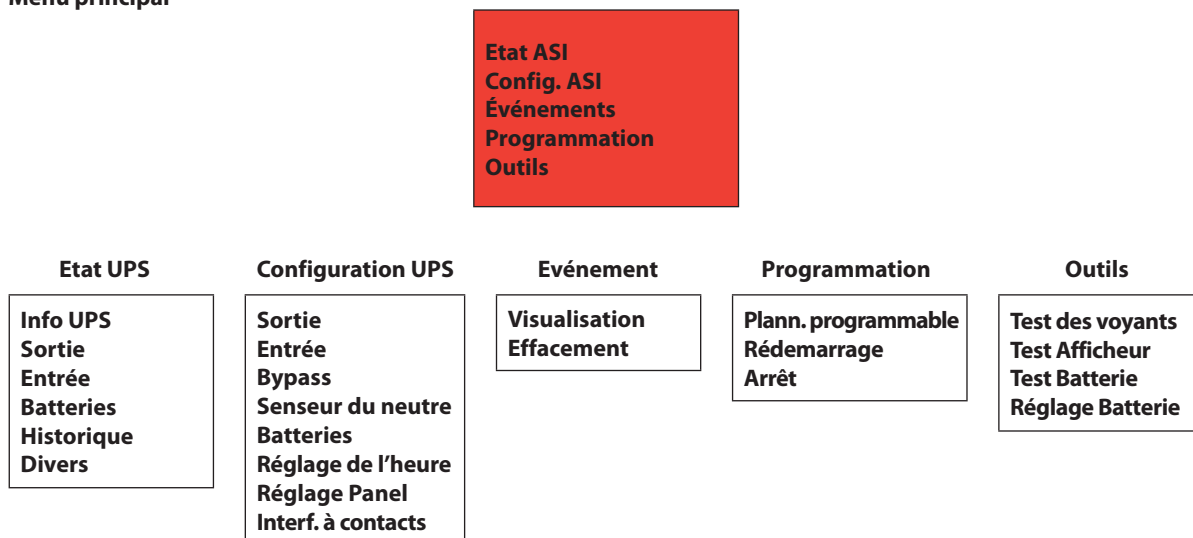 Menu principal
Etat ASI
Config. ASI
Événements
Programmation
Outils
Etat UPS
Info UPS
Sortie
Entrée
Batteries
Historique
Divers
Configuration UPS
Sortie
Entrée
Bypass
Senseur du neutre
Batteries
Réglage de l’heure
Réglage Panel
Interf. à contacts
Evénement
Visualisation
Effacement
Programmation
Plann. programmable
Rédemarrage
Arrêt
Outils
Test des voyants
Test Afficheur
Test Batterie
Réglage Batterie